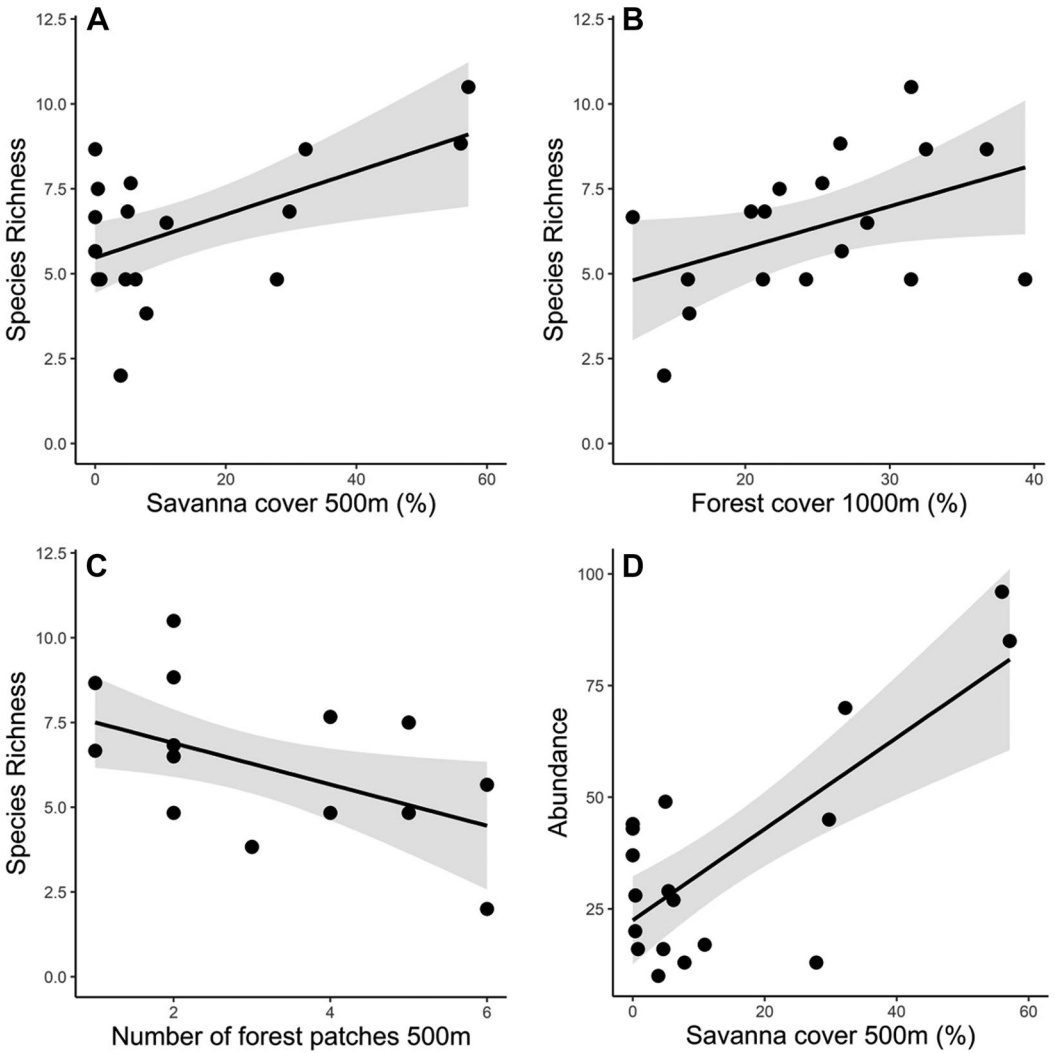 A
12.5
10.0
7.5
5.0
2.5
0.0
Species Richness
0 20 40 60
Savanna cover 500m (%)
B
12.5
10.0
7.5
5.0
2.5
0.0
Species Richness
20 30 40
Forest cover 1000m (%)
C
12.5
10.0
7.5
5.0
2.5
0.0
Species Richness
2 4 6
Number of forest patches 500m
D
100
75
50
25
Abundance
0 20 40 60
Savanna cover 500m (%)